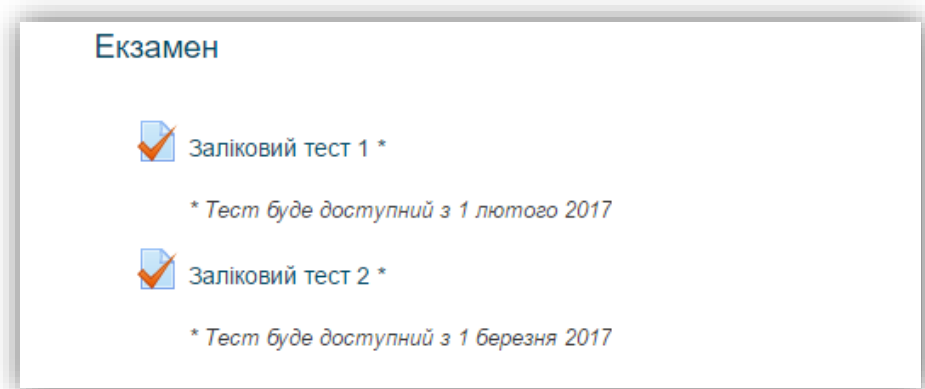 Екзамен
Заліковий тест 1 *
* Тест буде доступний з 1 лютого 2017
Заліковий тест 2 *
* Тест буде доступний з 1 березня 2017